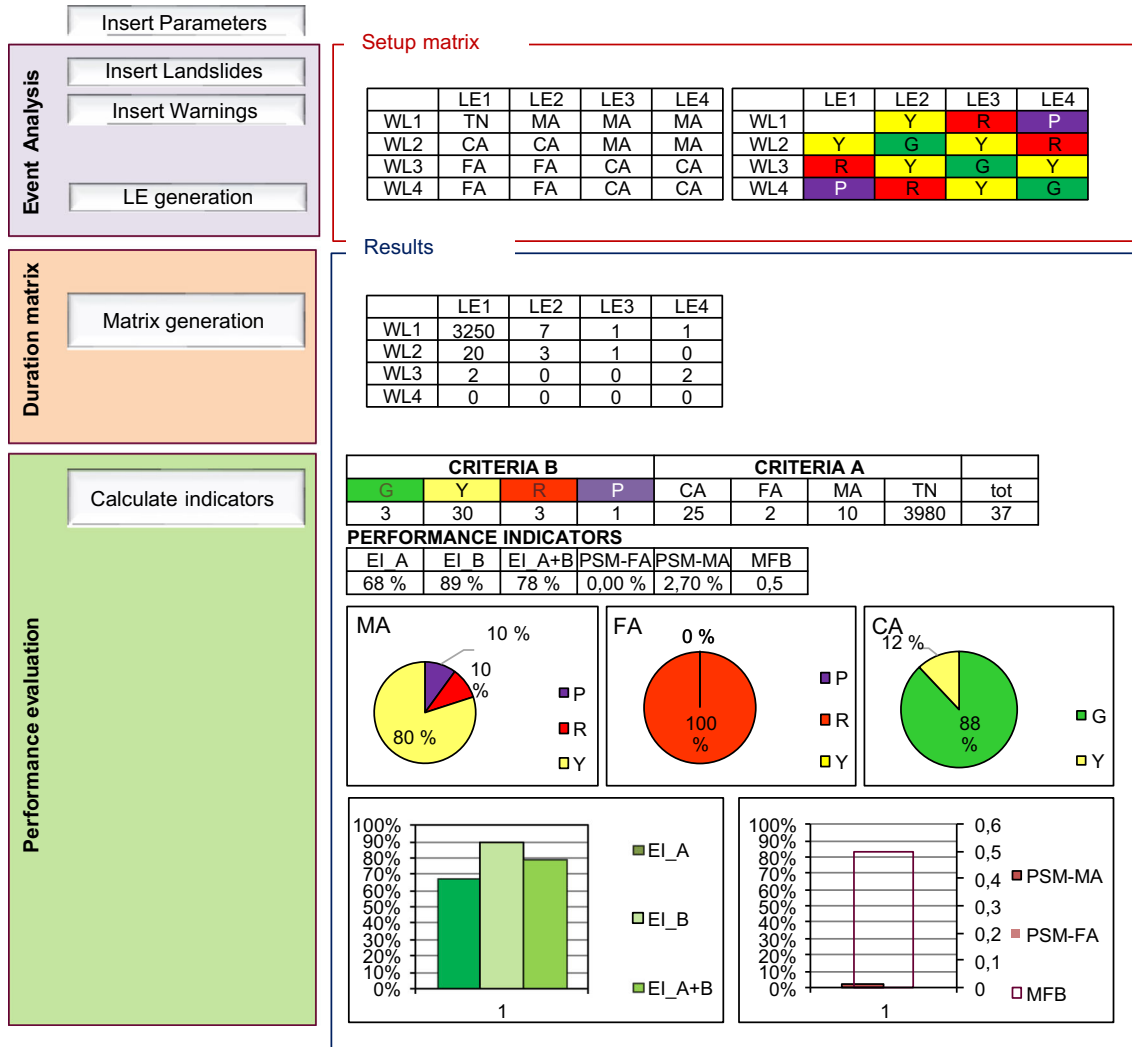 Insert Parameters
Event Analysis
Insert Landslides
Insert Warnings
LE generation
Setup matrix
LE1 LE2 LE3 LE4
WL1 TN MA MA MA
WL2 CA CA MA MA
WL3 FA FA CA CA
WL4 FA FA CA CA
LE1 LE2 LE3 LE4
WL1 Y R P
WL2 Y G Y R
WL3 R Y G Y
WL4 P R Y G
Duration matrix
Matrix generation
Results
LE1 LE2 LE3 LE4
WL1 3250 7 1 1
WL2 20 3 1 0
WL3 2 0 0 2
WL4 0 0 0 0
Performance evaluation
Calculate indicators
CRITERIA B CRITERIA A
G Y R P CA FA MA TN tot
3 30 3 1 25 2 10 3980 37
PERFORMANCE INDICATORS
EI_A EI_B EI_A+B PSM-FA PSM-MA MFB
68 % 89 % 78 % 0,00 % 2,70 % 0,5
MA
10 %
10
%
80 %
P
R
Y
FA
0 %
100
%
P
R
Y
CA
12 %
88
%
G
Y
100%
90%
80%
70%
60%
50%
40%
30%
20%
10%
0%
1
EI_A
EI_B
EI_A+B
100%
90%
80%
70%
60%
50%
40%
30%
20%
10%
0%
1
0,6
0,5
0,4
0,3
0,2
0,1
0
PSM-MA
PSM-FA
MFB